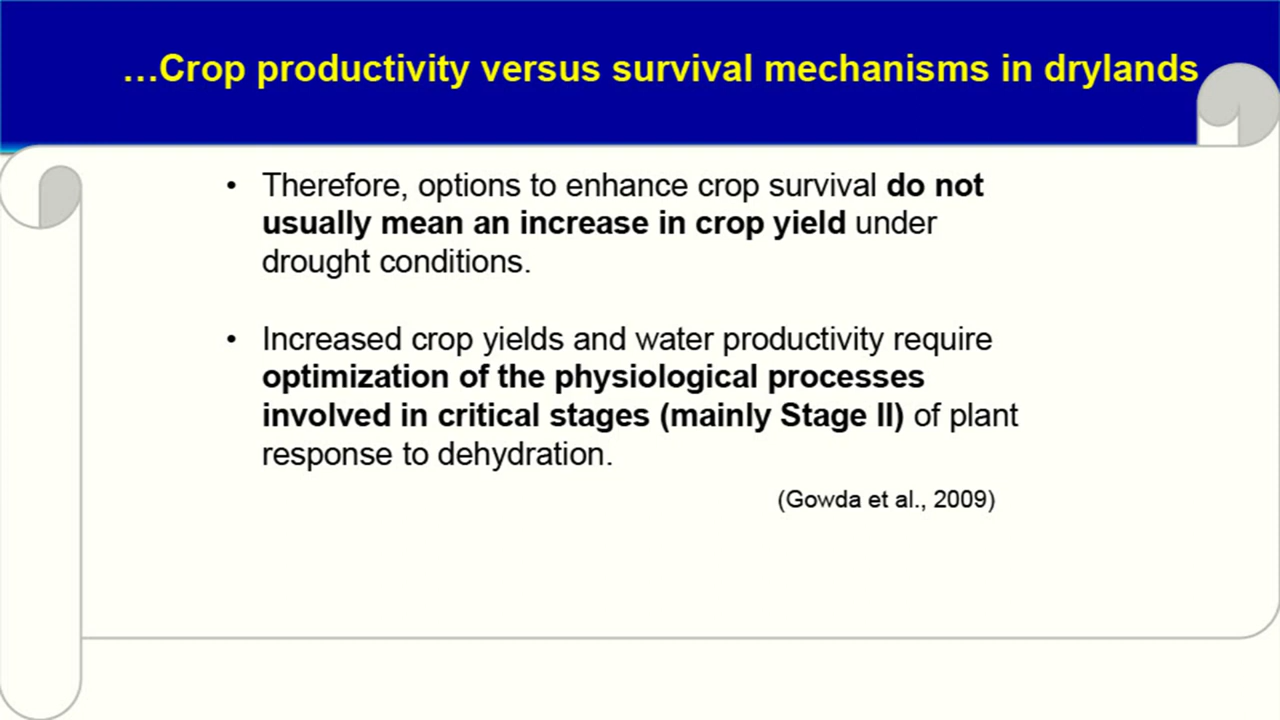 ...Crop productivity versus survival mechanisms in drylands
• Therefore, options to enhance crop survival do not
usually mean an increase in crop yield under
drought conditions.
• Increased crop yields and water productivity require
optimization of the physiological processes
involved in critical stages (mainly Stage II) of plant
response to dehydration.
(Gowda et al., 2009)